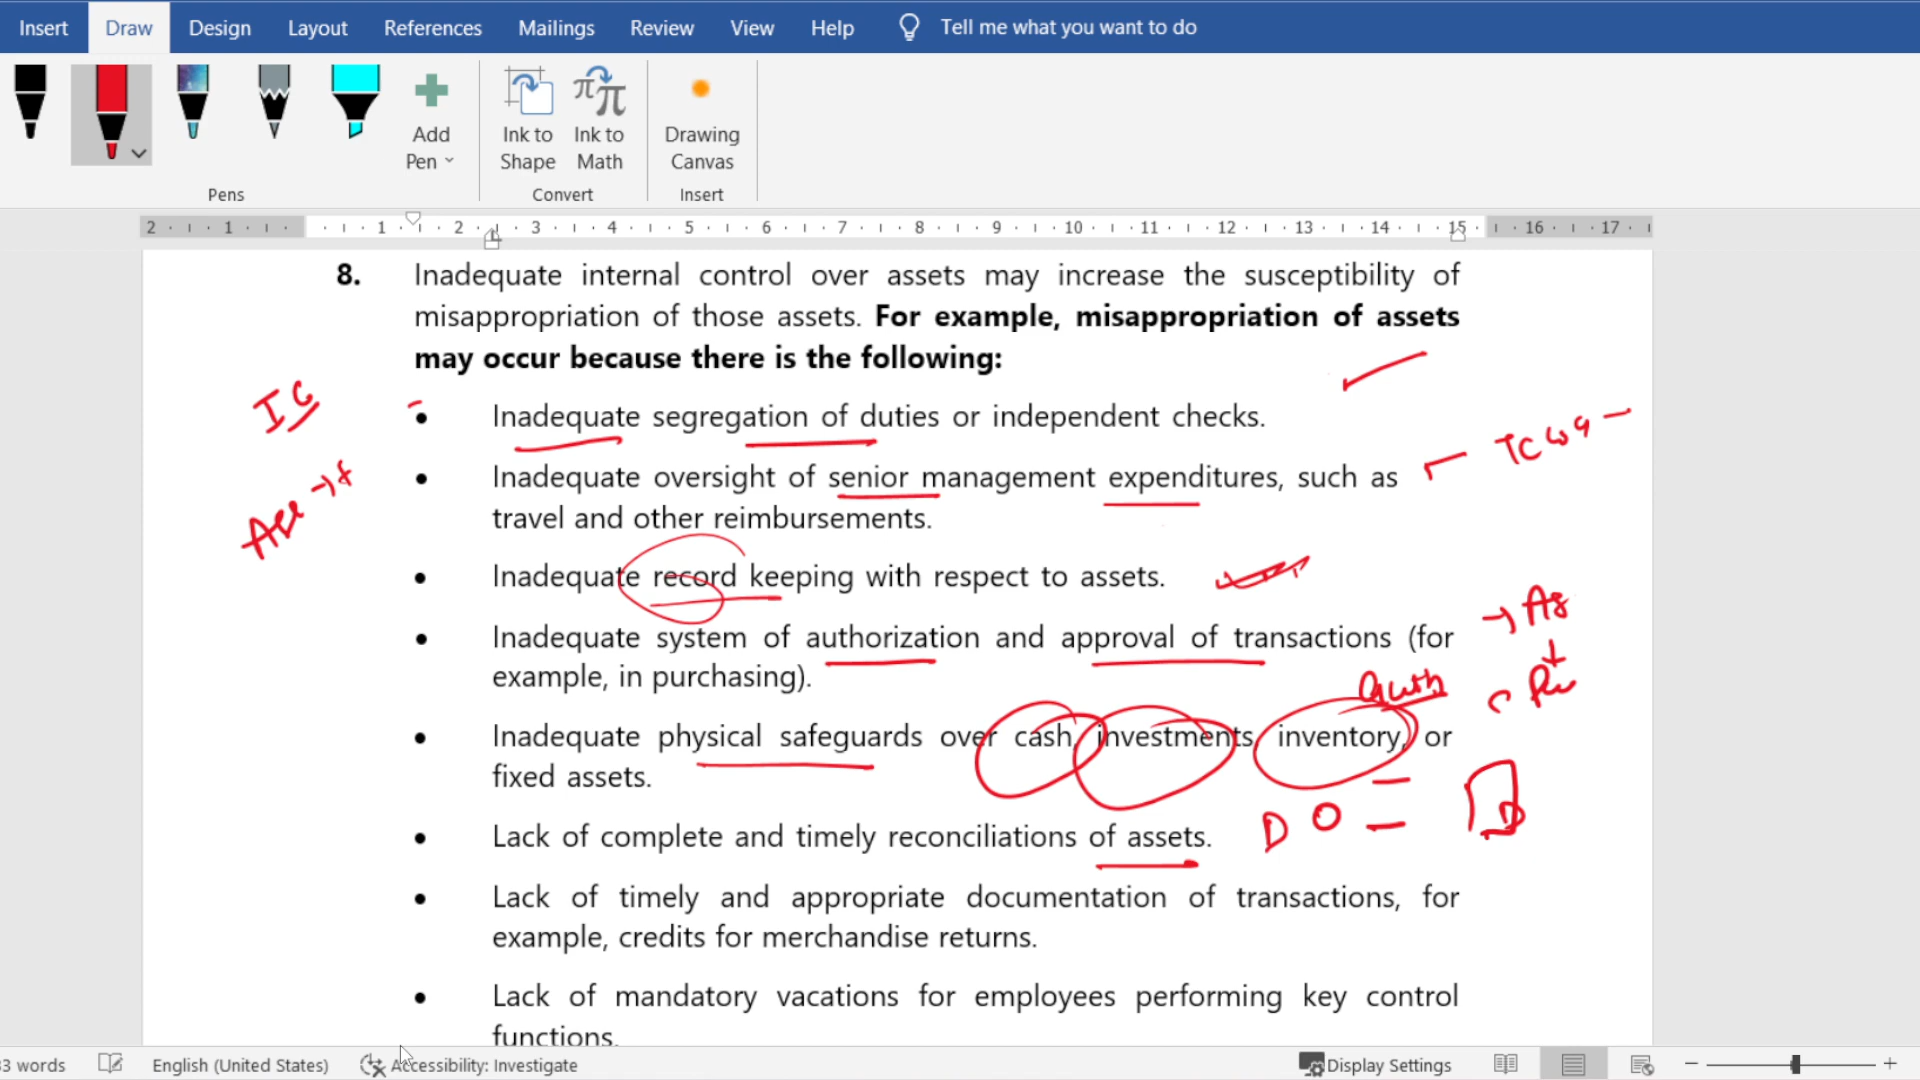 Insert Draw Design Layout References Mailings Review View Help Tell me what you want to do
Add Pen
Ink to Shape
Ink to Math
Drawing Canvas
Pens Convert Insert
2 1 1 2 3 4 5 6 7 8 9 10 11 12 13 14 15 16 17
8. Inadequate internal control over assets may increase the susceptibility of
misappropriation of those assets. For example, misappropriation of assets
may occur because there is the following:
IC
• Inadequate segregation of duties or independent checks.
• Inadequate oversight of senior management expenditures, such as
travel and other reimbursements.
• Inadequate record keeping with respect to assets.
• Inadequate system of authorization and approval of transactions (for
example, in purchasing).
Auth
• Inadequate physical safeguards over cash, investments, inventory, or
fixed assets.
D O =
D
• Lack of complete and timely reconciliations of assets.
• Lack of timely and appropriate documentation of transactions, for
example, credits for merchandise returns.
• Lack of mandatory vacations for employees performing key control
functions.
3 words English (United States) Accessibility: Investigate Display Settings